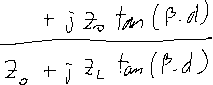 + j Z₀ tan(β·d)
Z₀ + j Z_L tan(β·d)